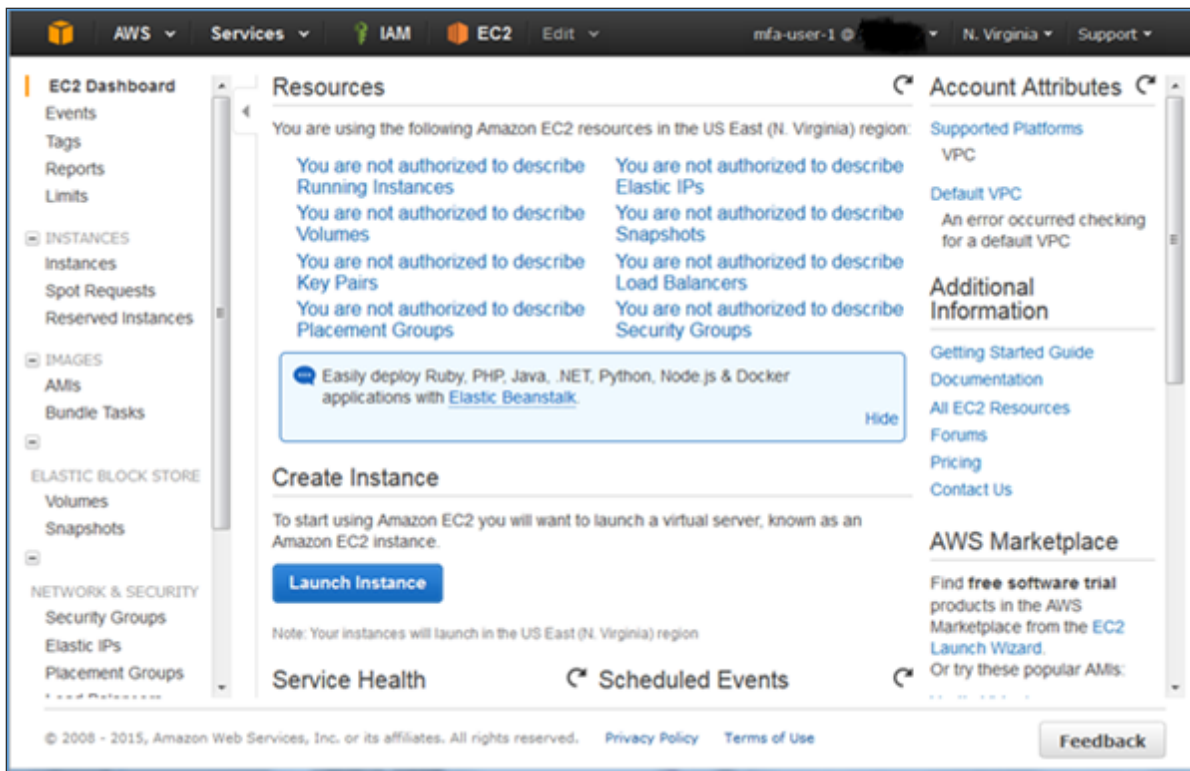 AWS Services IAM EC2 Edit mfa-user-1 @ N. Virginia Support
EC2 Dashboard
Events
Tags
Reports
Limits
INSTANCES
Instances
Spot Requests
Reserved Instances
IMAGES
AMIs
Bundle Tasks
ELASTIC BLOCK STORE
Volumes
Snapshots
NETWORK & SECURITY
Security Groups
Elastic IPs
Placement Groups
Resources
You are using the following Amazon EC2 resources in the US East (N. Virginia) region:
You are not authorized to describe
Running Instances
You are not authorized to describe
Elastic IPs
You are not authorized to describe
Volumes
You are not authorized to describe
Snapshots
You are not authorized to describe
Key Pairs
You are not authorized to describe
Load Balancers
You are not authorized to describe
Placement Groups
You are not authorized to describe
Security Groups
Easily deploy Ruby, PHP, Java, .NET, Python, Node.js & Docker
applications with Elastic Beanstalk.
Hide
Create Instance
To start using Amazon EC2 you will want to launch a virtual server, known as an
Amazon EC2 instance.
Launch Instance
Note: Your instances will launch in the US East (N. Virginia) region
Service Health
Scheduled Events
Account Attributes
Supported Platforms
VPC
Default VPC
An error occurred checking
for a default VPC
Additional
Information
Getting Started Guide
Documentation
All EC2 Resources
Forums
Pricing
Contact Us
AWS Marketplace
Find free software trial
products in the AWS
Marketplace from the EC2
Launch Wizard.
Or try these popular AMIs:
© 2008 - 2015, Amazon Web Services, Inc. or its affiliates. All rights reserved. Privacy Policy Terms of Use
Feedback